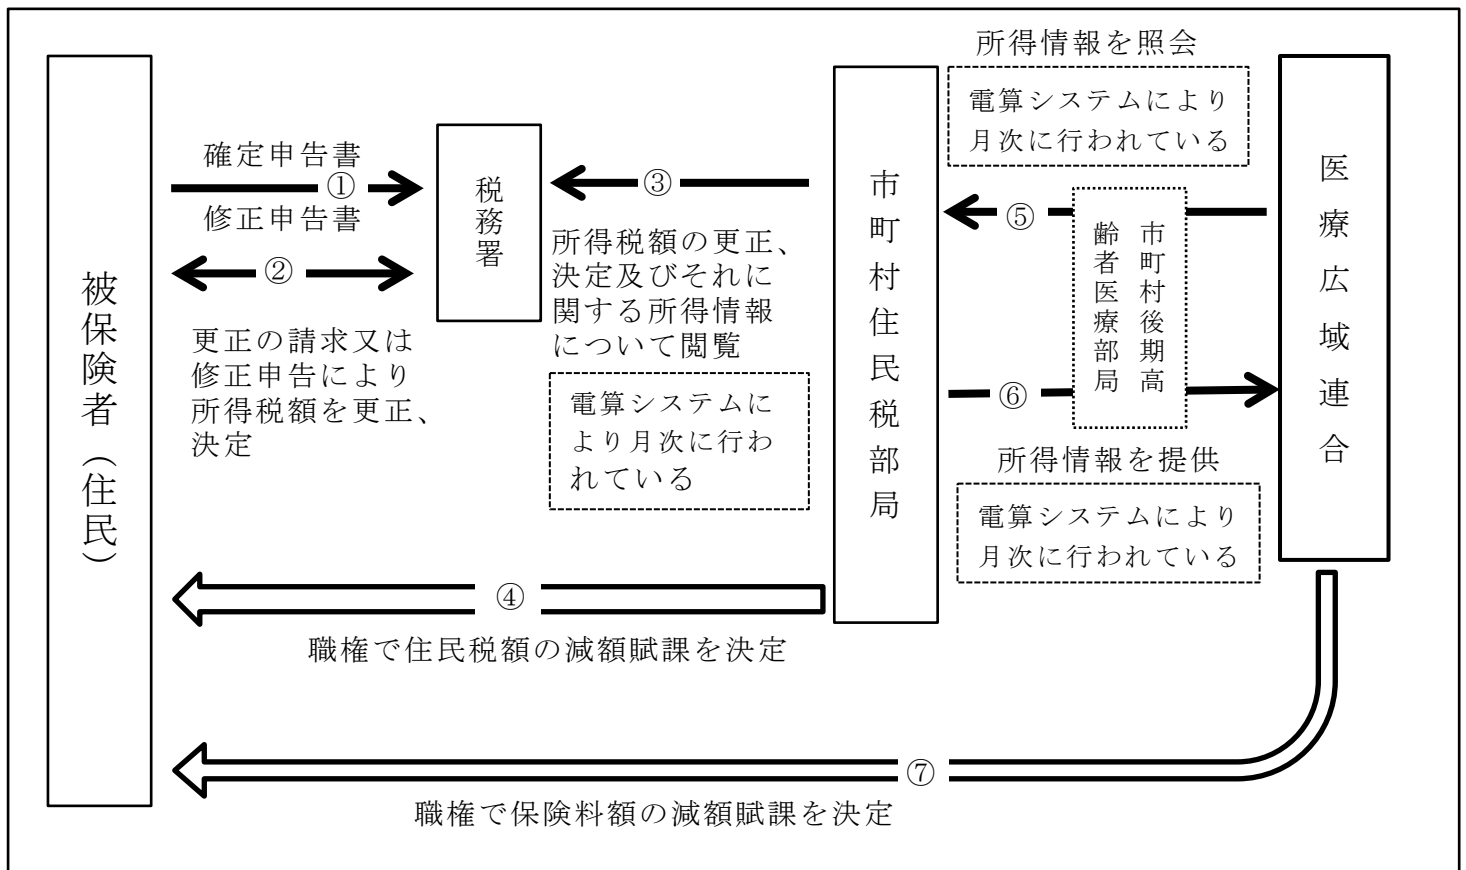 被保険者（住民）
確定申告書
①
修正申告書
②
更正の請求又は
修正申告により
所得税額を更正、
決定
税務署
③
所得税額の更正、
決定及びそれに
関する所得情報
について閲覧
電算システムに
より月次に行わ
れている
市町村住民税部局
所得情報を照会
電算システムにより
月次に行われている
⑤
市町村後期高
齢者医療部局
⑥
所得情報を提供
電算システムにより
月次に行われている
医療広域連合
④
職権で住民税額の減額賦課を決定
⑦
職権で保険料額の減額賦課を決定